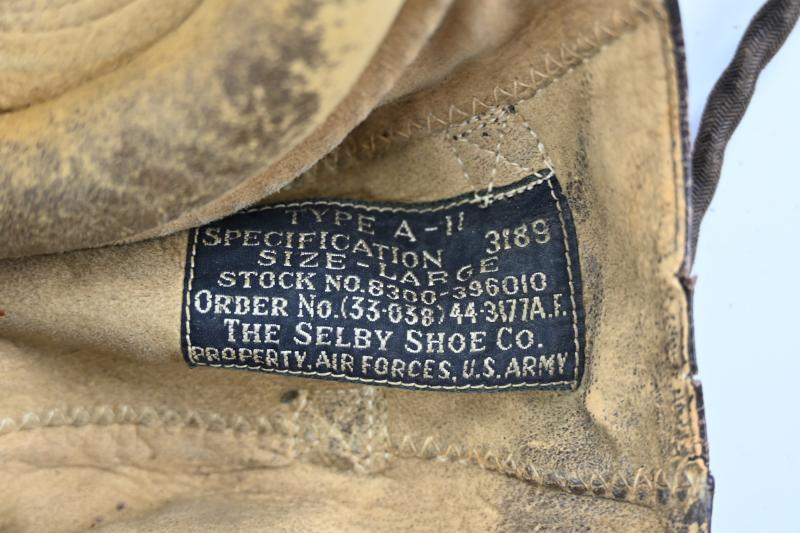 TYPE A-11
SPECIFICATION 3189
SIZE-LARGE
STOCK NO. 8300-396010
ORDER NO. (33-038) 44-3177A.F.
THE SELBY SHOE CO.
PROPERTY, AIR FORCES, U.S. ARMY